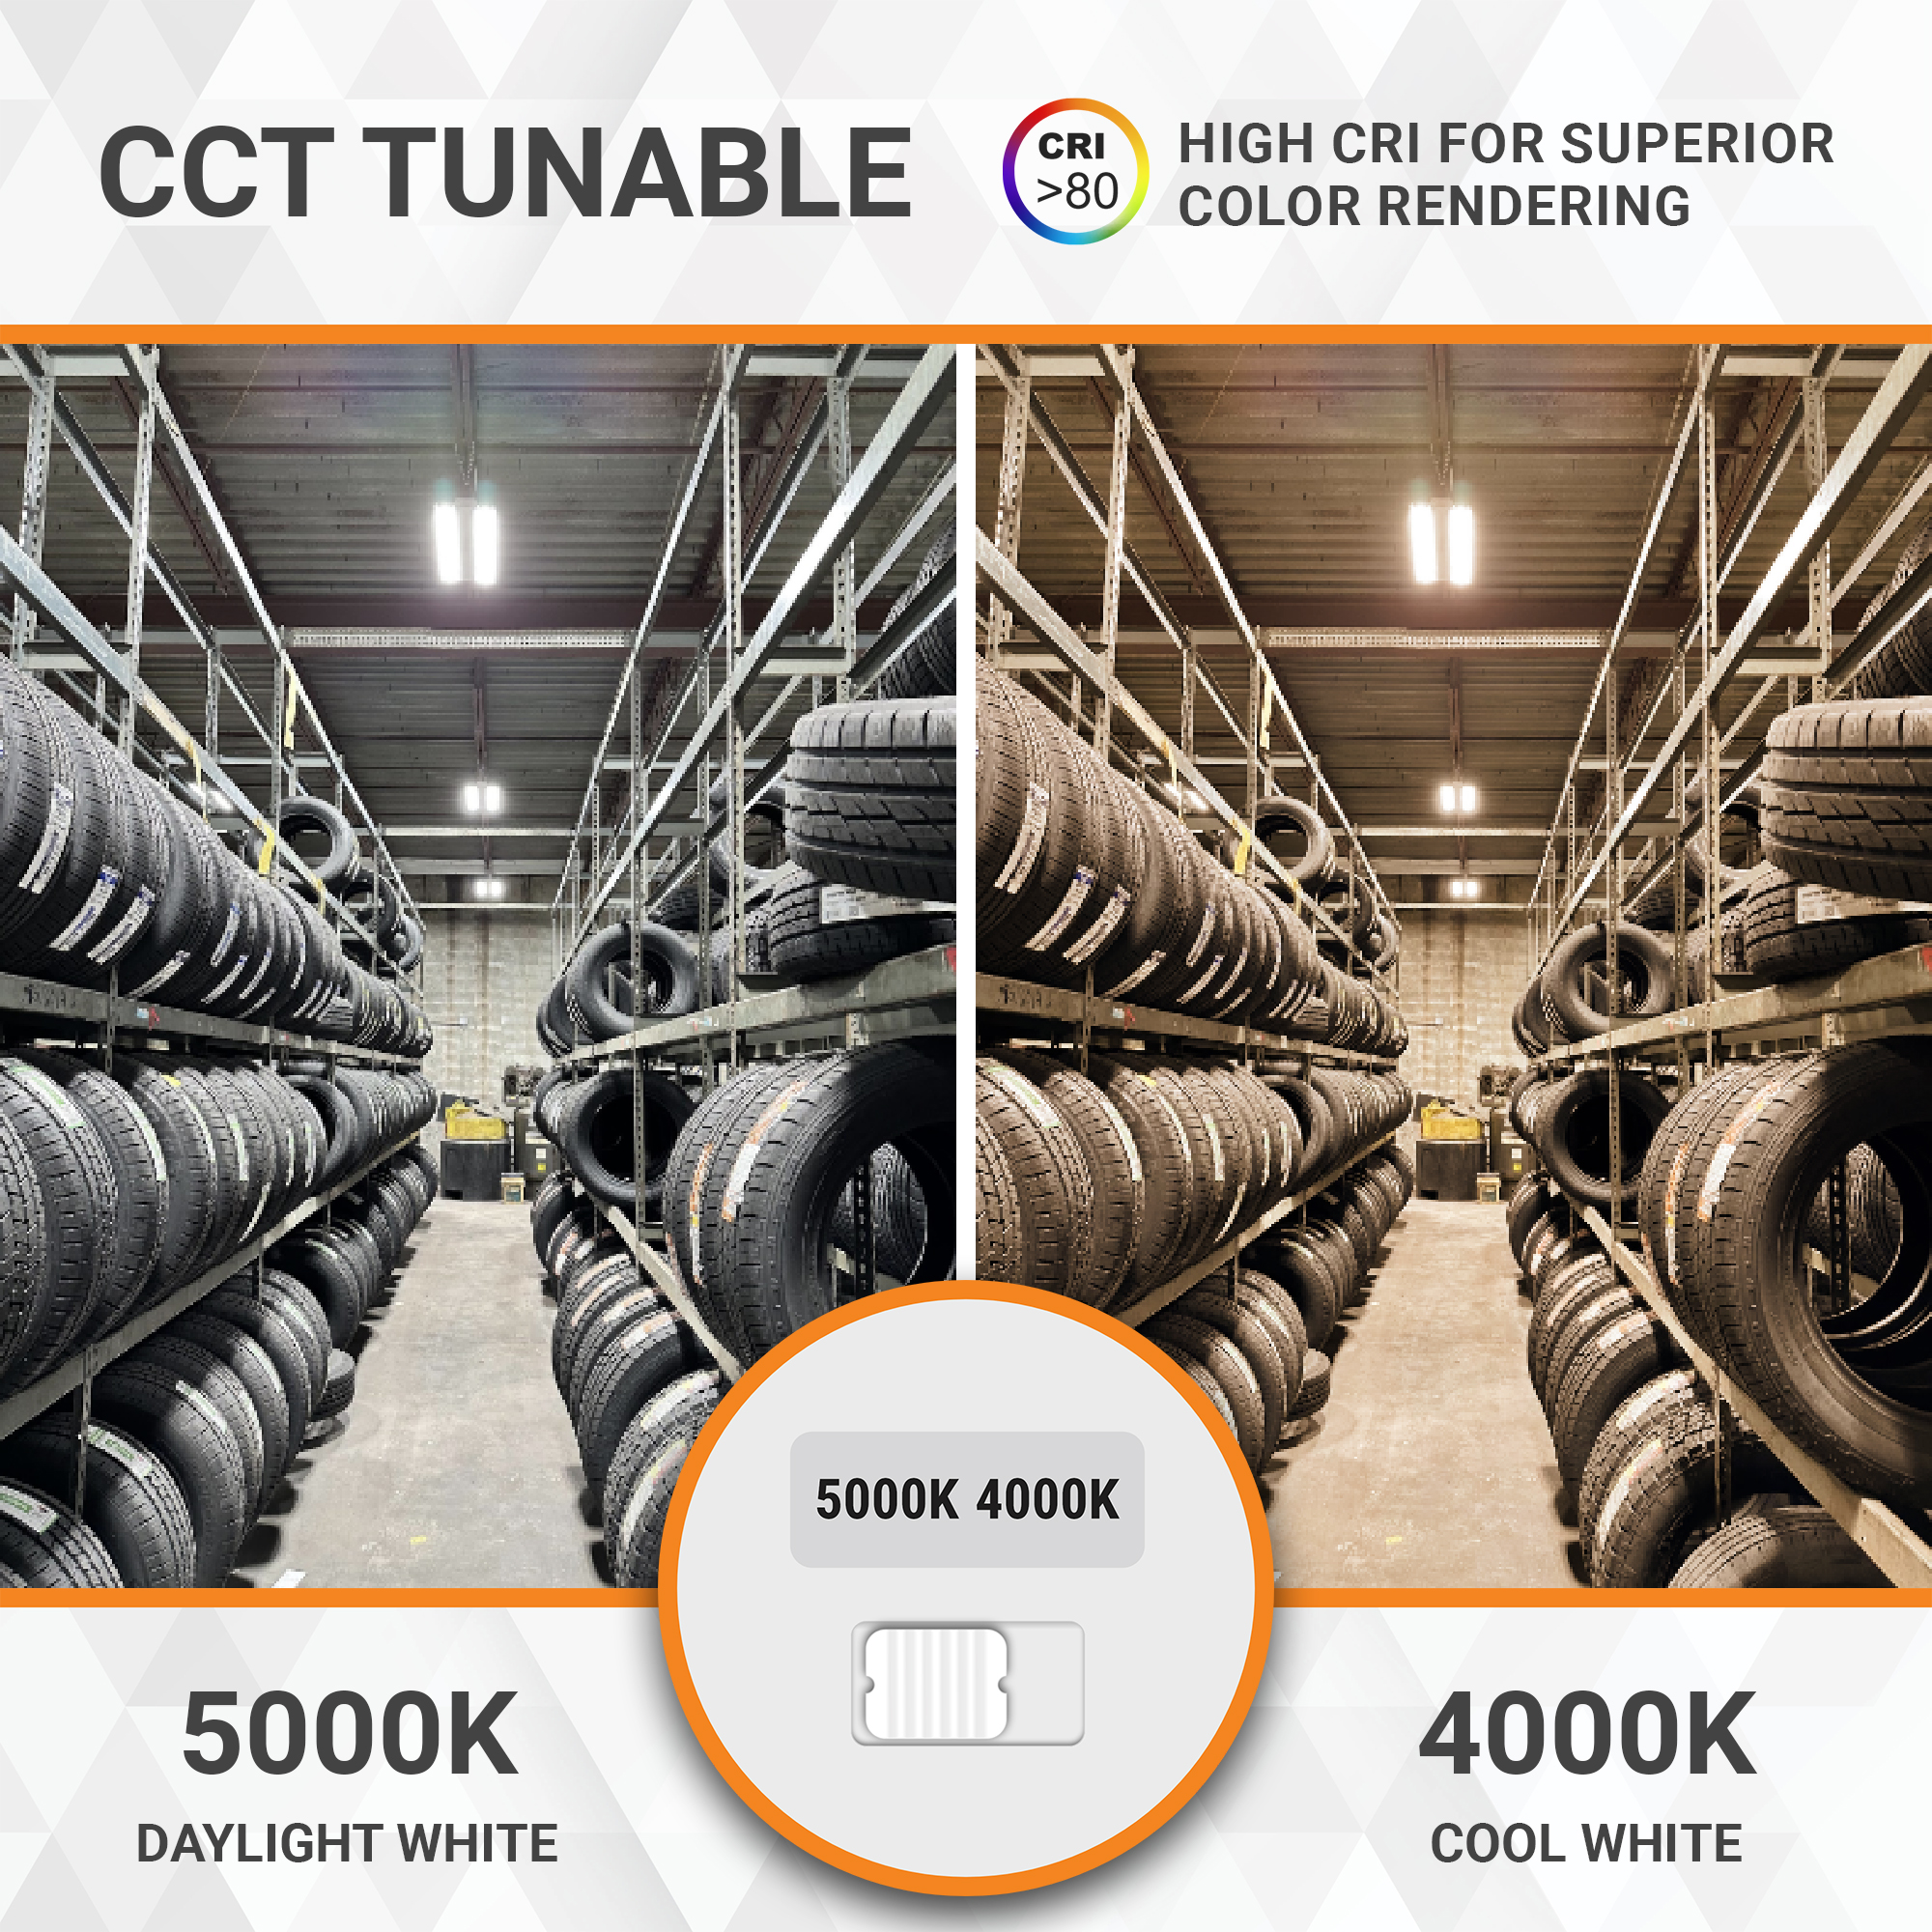 CCT TUNABLE
CRI
>80
HIGH CRI FOR SUPERIOR
COLOR RENDERING
5000K 4000K
5000K
DAYLIGHT WHITE
4000K
COOL WHITE